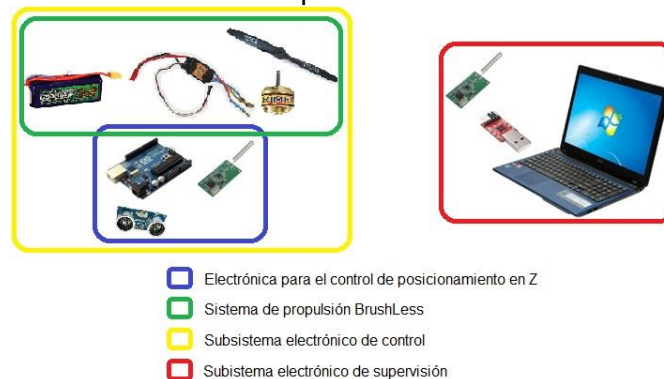 Electrónica para el control de posicionamiento en Z
Sistema de propulsión BrushLess
Subsistema electrónico de control
Subistema electrónico de supervisión